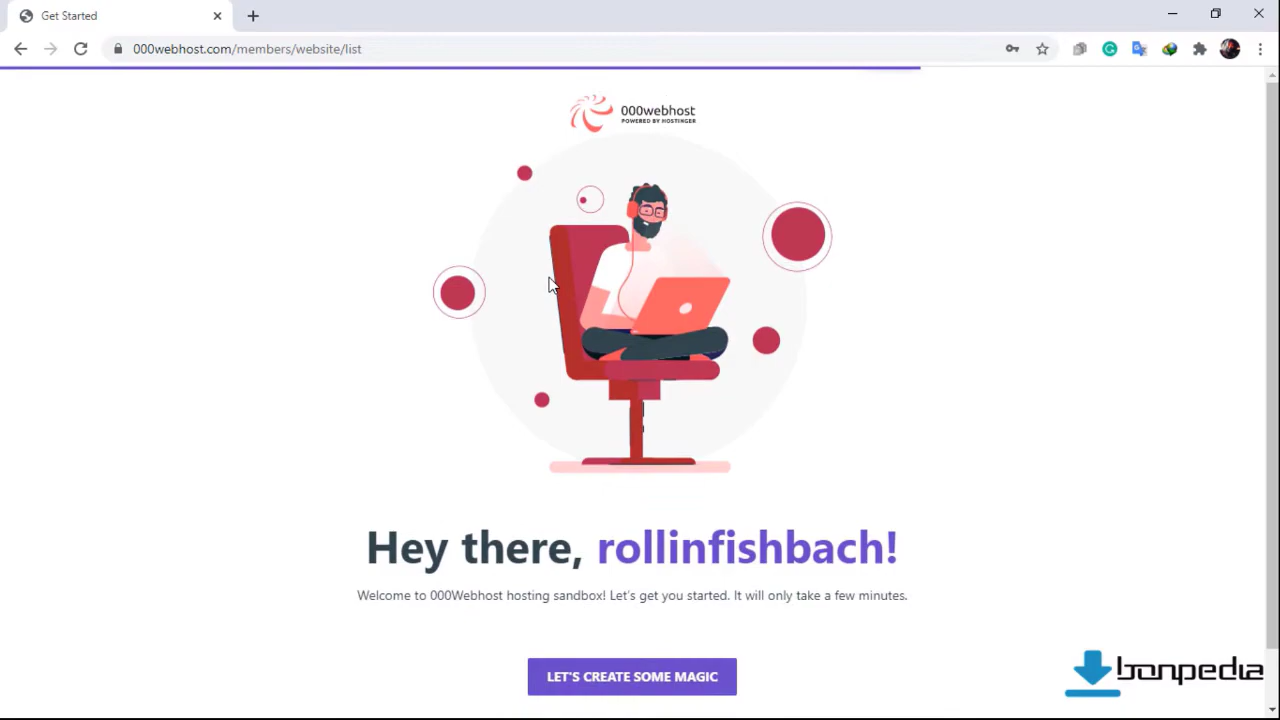 Get Started
000webhost.com/members/website/list
000webhost
POWERED BY HOSTINGER
Hey there, rollinfishbach!
Welcome to 000Webhost hosting sandbox! Let's get you started. It will only take a few minutes.
LET'S CREATE SOME MAGIC
bonpedia